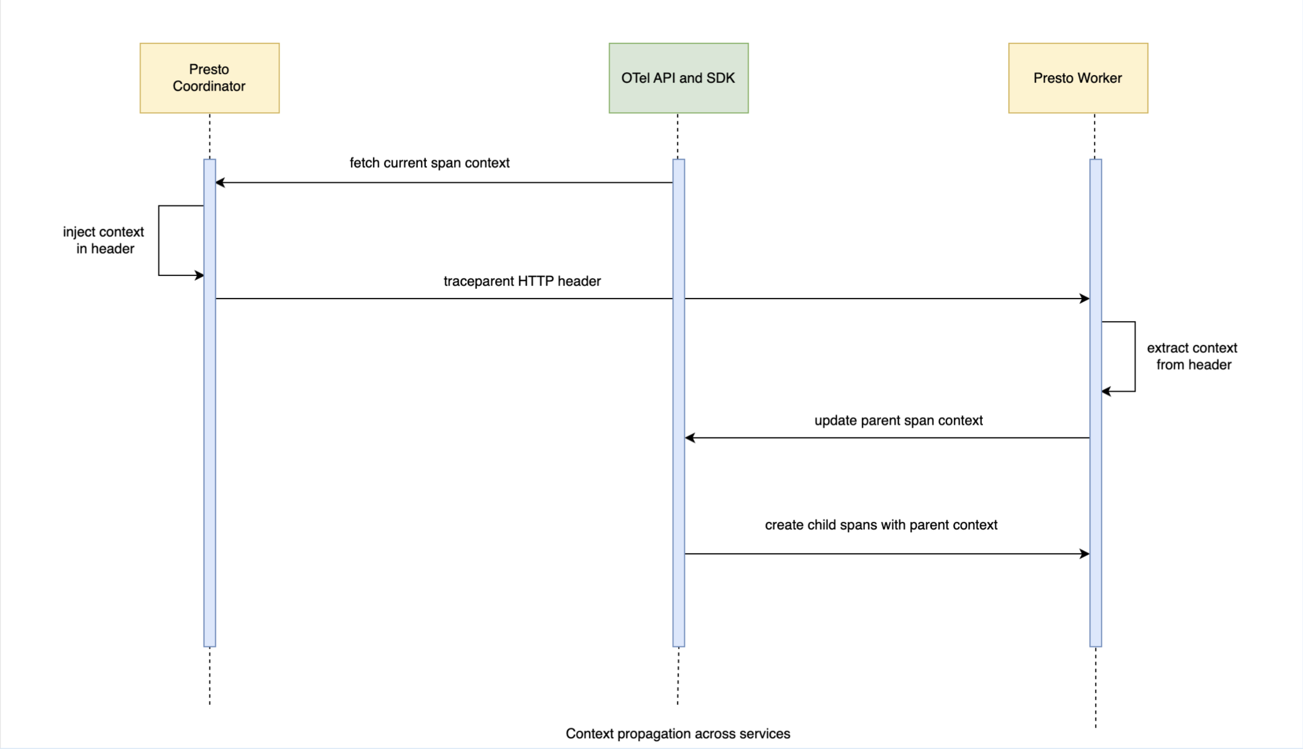 Presto
Coordinator
OTel API and SDK
Presto Worker
fetch current span context
inject context
in header
traceparent HTTP header
extract context
from header
update parent span context
create child spans with parent context
Context propagation across services